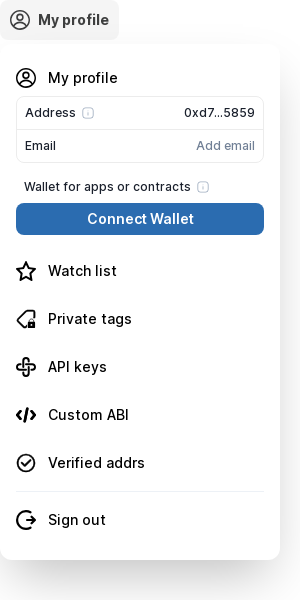 My profile
My profile
Address 0xd7...5859
Email Add email
Wallet for apps or contracts
Connect Wallet
Watch list
Private tags
API keys
Custom ABI
Verified addrs
Sign out